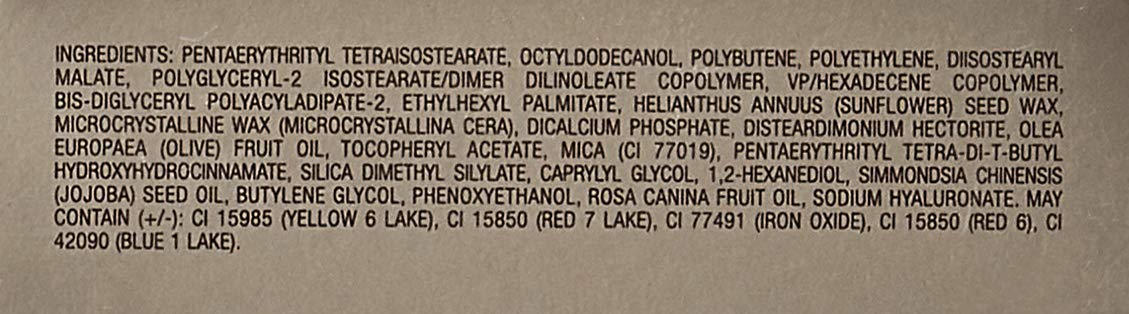 INGREDIENTS: PENTAERYTHRITYL TETRAISOSTEARATE, OCTYLDODECANOL, POLYBUTENE, POLYETHYLENE, DIISOSTEARYL
MALATE, POLYGLYCERYL-2 ISOSTEARATE/DIMER DILINOLEATE COPOLYMER, VP/HEXADECENE COPOLYMER,
BIS-DIGLYCERYL POLYACYLADIPATE-2, ETHYLHEXYL PALMITATE, HELIANTHUS ANNUUS (SUNFLOWER) SEED WAX,
MICROCRYSTALLINE WAX (MICROCRYSTALLINA CERA), DICALCIUM PHOSPHATE, DISTEARDIMONIUM HECTORITE, OLEA
EUROPAEA (OLIVE) FRUIT OIL, TOCOPHERYL ACETATE, MICA (CI 77019), PENTAERYTHRITYL TETRA-DI-T-BUTYL
HYDROXYHYDROCINNAMATE, SILICA DIMETHYL SILYLATE, CAPRYLYL GLYCOL, 1,2-HEXANEDIOL, SIMMONDSIA CHINENSIS
(JOJOBA) SEED OIL, BUTYLENE GLYCOL, PHENOXYETHANOL, ROSA CANINA FRUIT OIL, SODIUM HYALURONATE. MAY
CONTAIN (+/-): CI 15985 (YELLOW 6 LAKE), CI 15850 (RED 7 LAKE), CI 77491 (IRON OXIDE), CI 15850 (RED 6), CI
42090 (BLUE 1 LAKE).